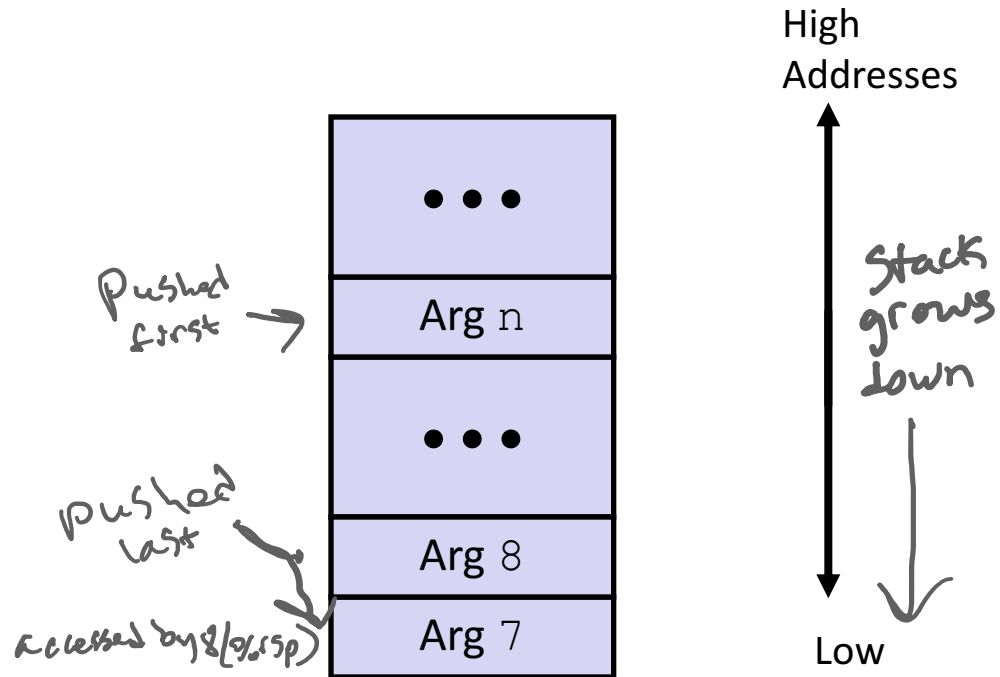 High
Addresses
• • •
Pushed
first
Arg n
Stack
grows
down
• • •
pushed
last
Arg 8
accessed by 8(%rsp)
Arg 7
Low